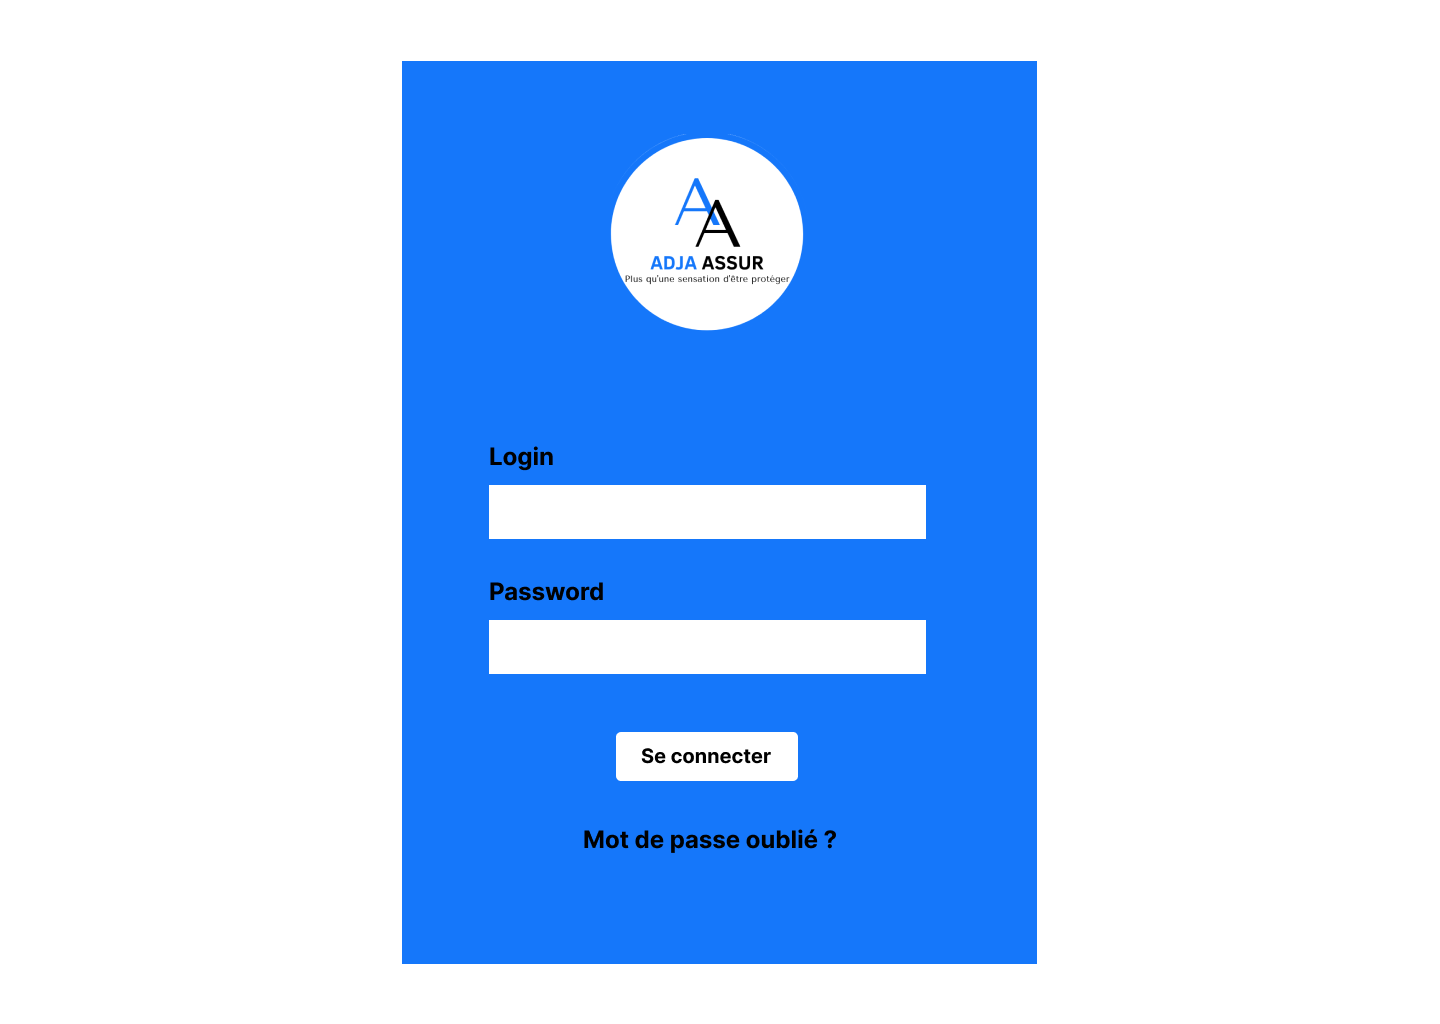 AA
ADJA ASSUR
Plus qu'une sensation d'être protéger
Login
Password
Se connecter
Mot de passe oublié ?